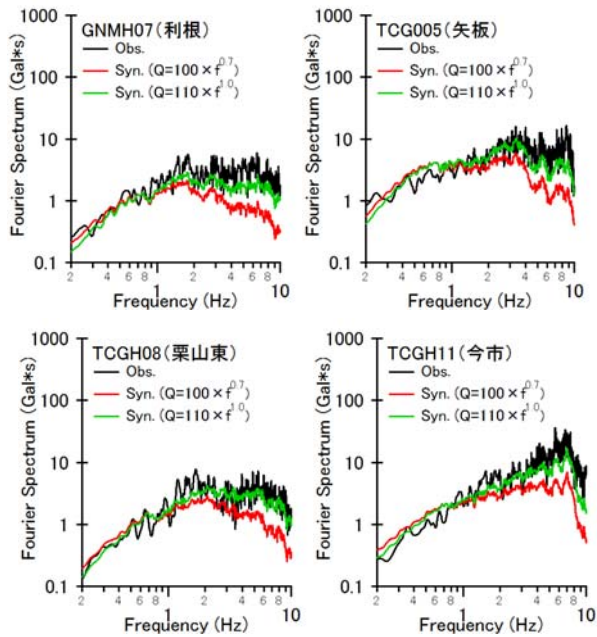 GNMH07(利根)
Obs.
Syn. (Q=100×f^0.7)
Syn. (Q=110×f^1.0)
Fourier Spectrum (Gal*s)
1000
100
10
1
0.1
2 4 6 8 1 2 4 6 8 10
Frequency (Hz)
TCG005(矢板)
Obs.
Syn. (Q=100×f^0.7)
Syn. (Q=110×f^1.0)
Fourier Spectrum (Gal*s)
1000
100
10
1
0.1
2 4 6 8 1 2 4 6 8 10
Frequency (Hz)
TCGH08(栗山東)
Obs.
Syn. (Q=100×f^0.7)
Syn. (Q=110×f^1.0)
Fourier Spectrum (Gal*s)
1000
100
10
1
0.1
2 4 6 8 1 2 4 6 8 10
Frequency (Hz)
TCGH11(今市)
Obs.
Syn. (Q=100×f^0.7)
Syn. (Q=110×f^1.0)
Fourier Spectrum (Gal*s)
1000
100
10
1
0.1
2 4 6 8 1 2 4 6 8 10
Frequency (Hz)